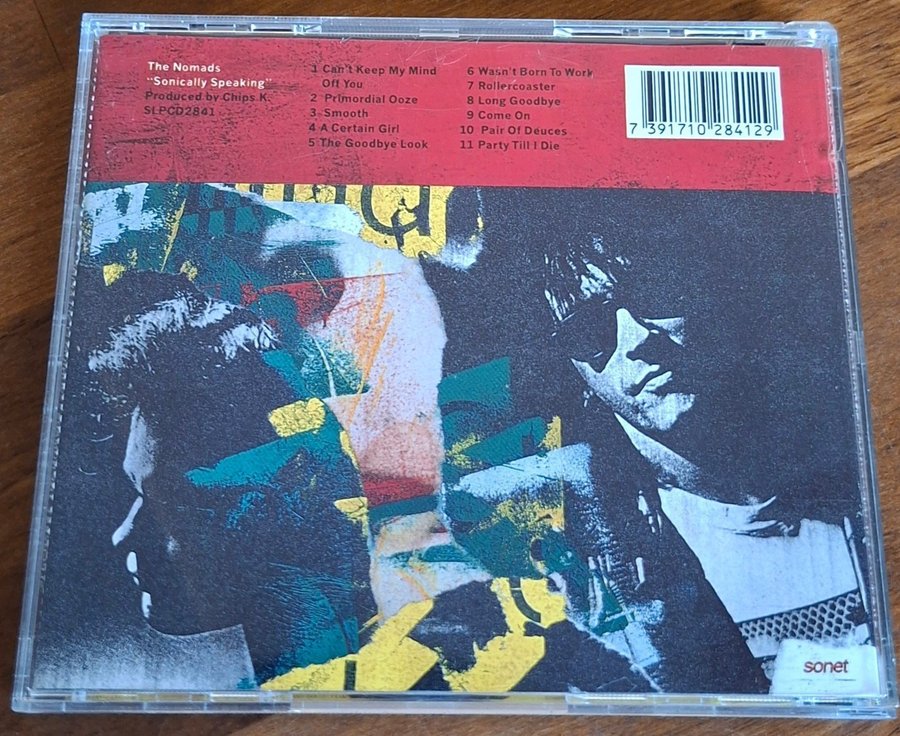 The Nomads
"Sonically Speaking"
Produced by Chips K.
SLPCD2841
1 Can't Keep My Mind
Off You
2 Primordial Ooze
3 Smooth
4 A Certain Girl
5 The Goodbye Look
6 Wasn't Born To Work
7 Rollercoaster
8 Long Goodbye
9 Come On
10 Pair Of Deuces
11 Party Till I Die
7 391710 284129
sonet